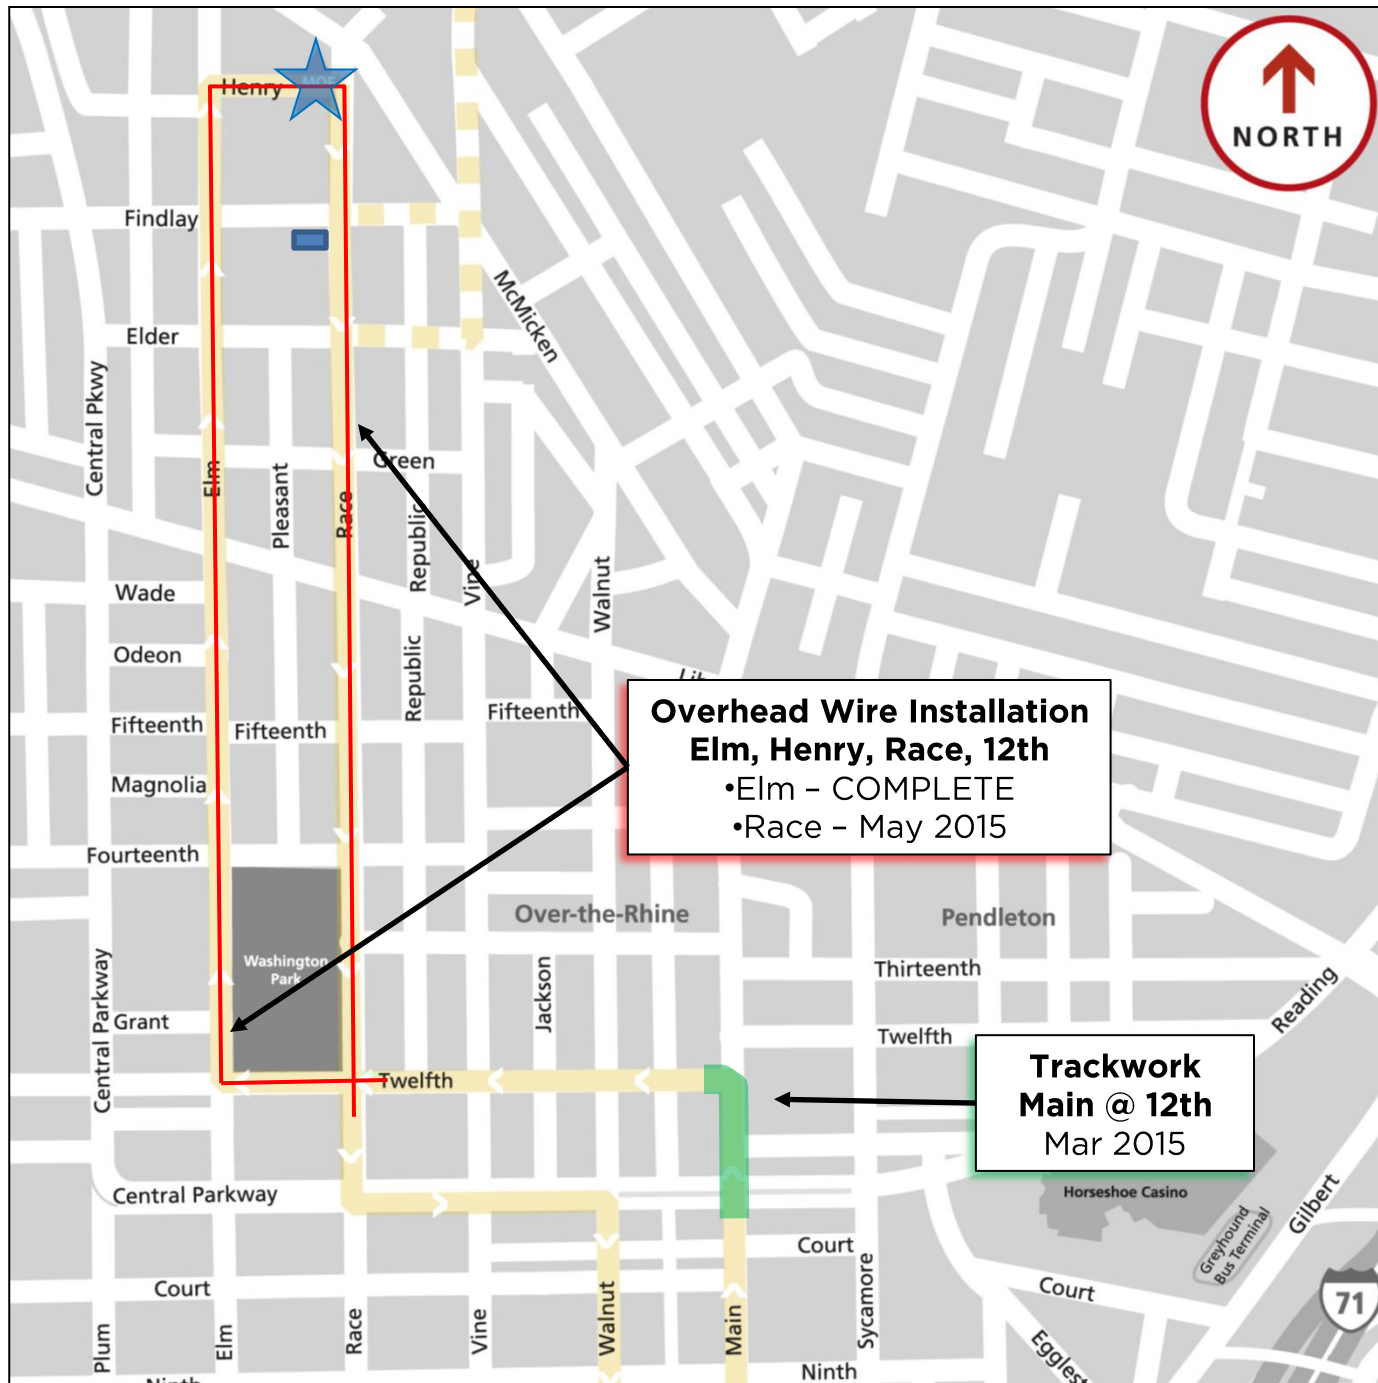 MOF
Henry
NORTH
Findlay
McMicken
Elder
Central Pkwy
Elm
Pleasant
Race
Green
Republic
Vine
Walnut
Wade
Odeon
Republic
Fifteenth
Fifteenth
Fifteenth
Magnolia
Fourteenth
Overhead Wire Installation
Elm, Henry, Race, 12th
•Elm – COMPLETE
•Race – May 2015
Over-the-Rhine
Pendleton
Washington
Park
Central Parkway
Grant
Jackson
Thirteenth
Twelfth
Reading
Twelfth
Trackwork
Main @ 12th
Mar 2015
Central Parkway
Horseshoe Casino
Greyhound
Bus Terminal
Gilbert
Court
Court
Court
71
Plum
Elm
Race
Vine
Walnut
Main
Sycamore
Ninth